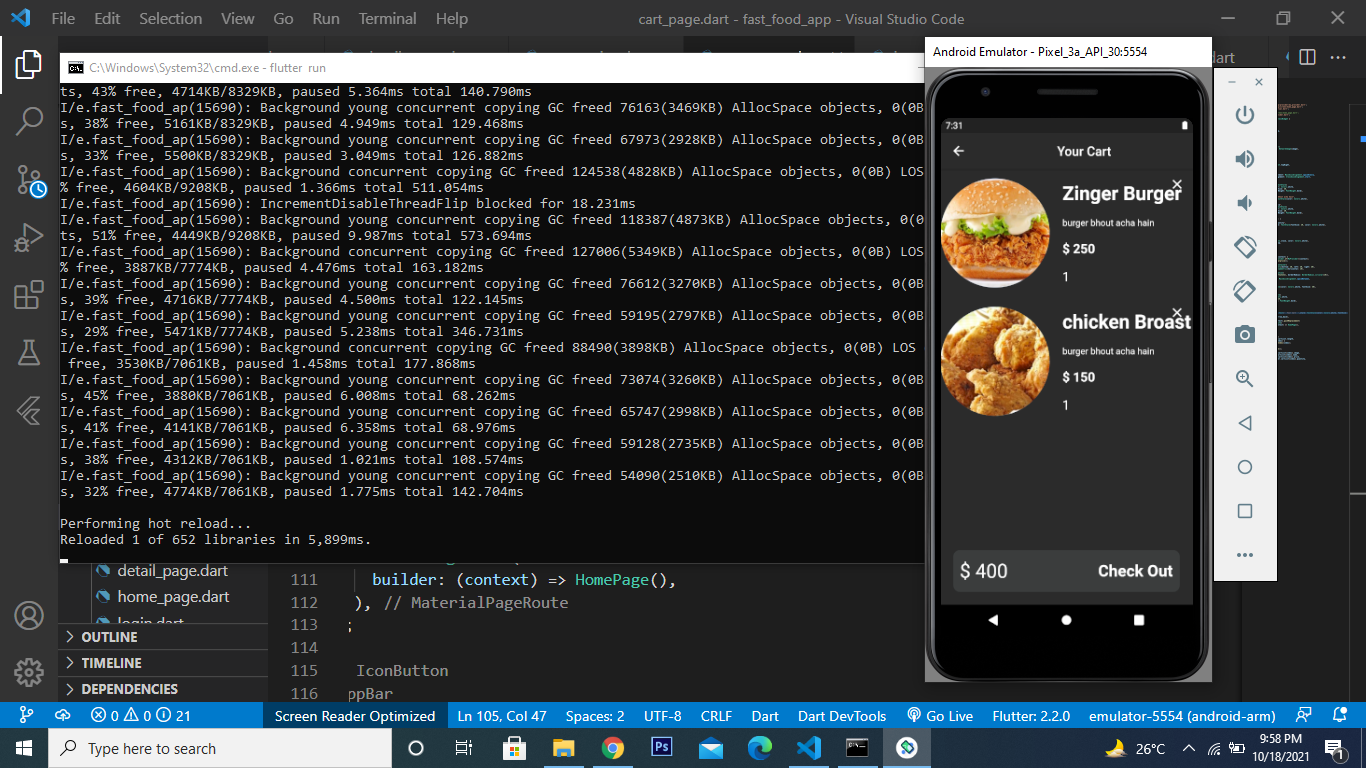 File Edit Selection View Go Run Terminal Help
cart_page.dart - fast_food_app - Visual Studio Code
C:\Windows\System32\cmd.exe - flutter run
ts, 43% free, 4714KB/8329KB, paused 5.364ms total 140.790ms
I/e.fast_food_ap(15690): Background young concurrent copying GC freed 76163(3469KB) AllocSpace objects, 0(0B)
s, 38% free, 5161KB/8329KB, paused 4.949ms total 129.468ms
I/e.fast_food_ap(15690): Background young concurrent copying GC freed 67973(2928KB) AllocSpace objects, 0(0B)
s, 33% free, 5500KB/8329KB, paused 3.049ms total 126.882ms
I/e.fast_food_ap(15690): Background concurrent copying GC freed 124538(4828KB) AllocSpace objects, 0(0B) LOS
% free, 4604KB/9208KB, paused 1.366ms total 511.054ms
I/e.fast_food_ap(15690): IncrementDisableThreadFlip blocked for 18.231ms
I/e.fast_food_ap(15690): Background young concurrent copying GC freed 118387(4873KB) AllocSpace objects, 0(0
ts, 51% free, 4449KB/9208KB, paused 9.987ms total 573.694ms
I/e.fast_food_ap(15690): Background concurrent copying GC freed 127006(5349KB) AllocSpace objects, 0(0B) LOS
% free, 3887KB/7774KB, paused 4.476ms total 163.182ms
I/e.fast_food_ap(15690): Background young concurrent copying GC freed 76612(3270KB) AllocSpace objects, 0(0B
s, 39% free, 4716KB/7774KB, paused 4.500ms total 122.145ms
I/e.fast_food_ap(15690): Background young concurrent copying GC freed 59195(2797KB) AllocSpace objects, 0(0B
s, 29% free, 5471KB/7774KB, paused 5.238ms total 346.731ms
I/e.fast_food_ap(15690): Background concurrent copying GC freed 88490(3898KB) AllocSpace objects, 0(0B) LOS
free, 3530KB/7061KB, paused 1.458ms total 177.868ms
I/e.fast_food_ap(15690): Background young concurrent copying GC freed 73074(3260KB) AllocSpace objects, 0(0B
s, 45% free, 3880KB/7061KB, paused 6.008ms total 68.262ms
I/e.fast_food_ap(15690): Background young concurrent copying GC freed 65747(2998KB) AllocSpace objects, 0(0B
s, 41% free, 4141KB/7061KB, paused 6.358ms total 68.976ms
I/e.fast_food_ap(15690): Background young concurrent copying GC freed 59128(2735KB) AllocSpace objects, 0(0B
s, 38% free, 4312KB/7061KB, paused 1.021ms total 108.574ms
I/e.fast_food_ap(15690): Background young concurrent copying GC freed 54090(2510KB) AllocSpace objects, 0(0B
s, 32% free, 4774KB/7061KB, paused 1.775ms total 142.704ms
Performing hot reload...
Reloaded 1 of 652 libraries in 5,899ms.
detail_page.dart
home_page.dart
login.dart
OUTLINE
TIMELINE
DEPENDENCIES
111 builder: (context) => HomePage(),
112 ), // MaterialPageRoute
113 ;
114
115 IconButton
116 ppBar
Android Emulator - Pixel_3a_API_30:5554
dart
7:31
Your Cart
Zinger Burger
burger bhout acha hain
$ 250
1
chicken Broast
burger bhout acha hain
$ 150
1
$ 400 Check Out
0 0 21 Screen Reader Optimized Ln 105, Col 47 Spaces: 2 UTF-8 CRLF Dart Dart DevTools Go Live Flutter: 2.2.0 emulator-5554 (android-arm)
Type here to search
Ps
26°C
9:58 PM
10/18/2021
1